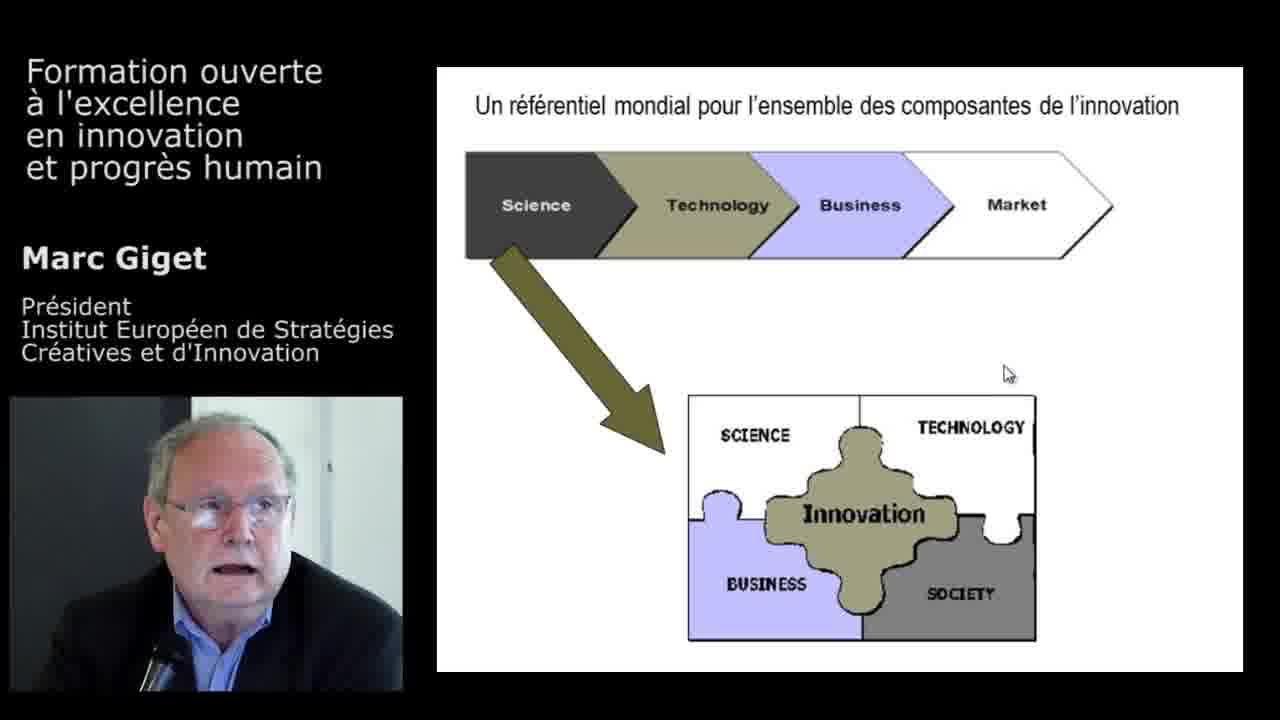 Formation ouverte
à l'excellence
en innovation
et progrès humain
Marc Giget
Président
Institut Européen de Stratégies
Créatives et d'Innovation
Un référentiel mondial pour l’ensemble des composantes de l’innovation
Science
Technology
Business
Market
SCIENCE
TECHNOLOGY
Innovation
BUSINESS
SOCIETY